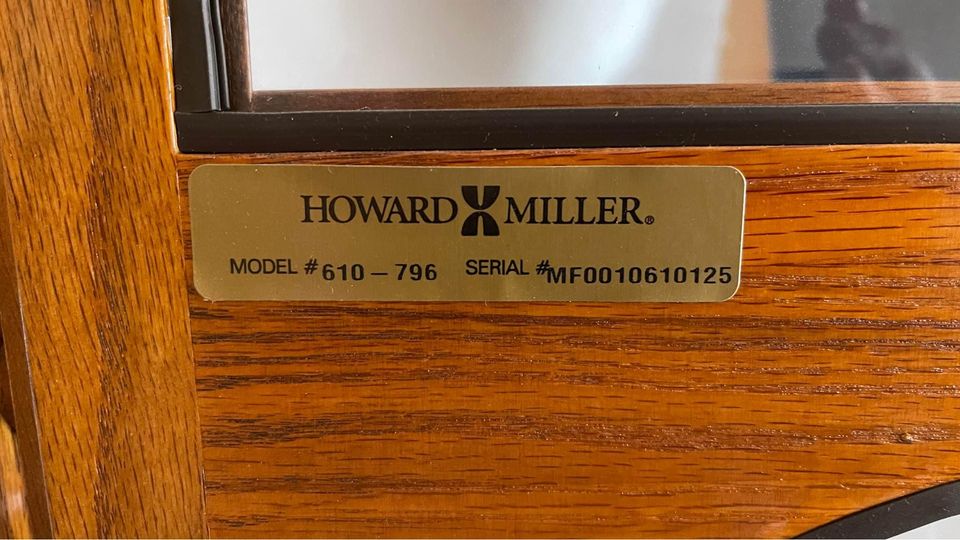 HOWARD MILLER®
MODEL # 610 - 796 SERIAL # MF0010610125